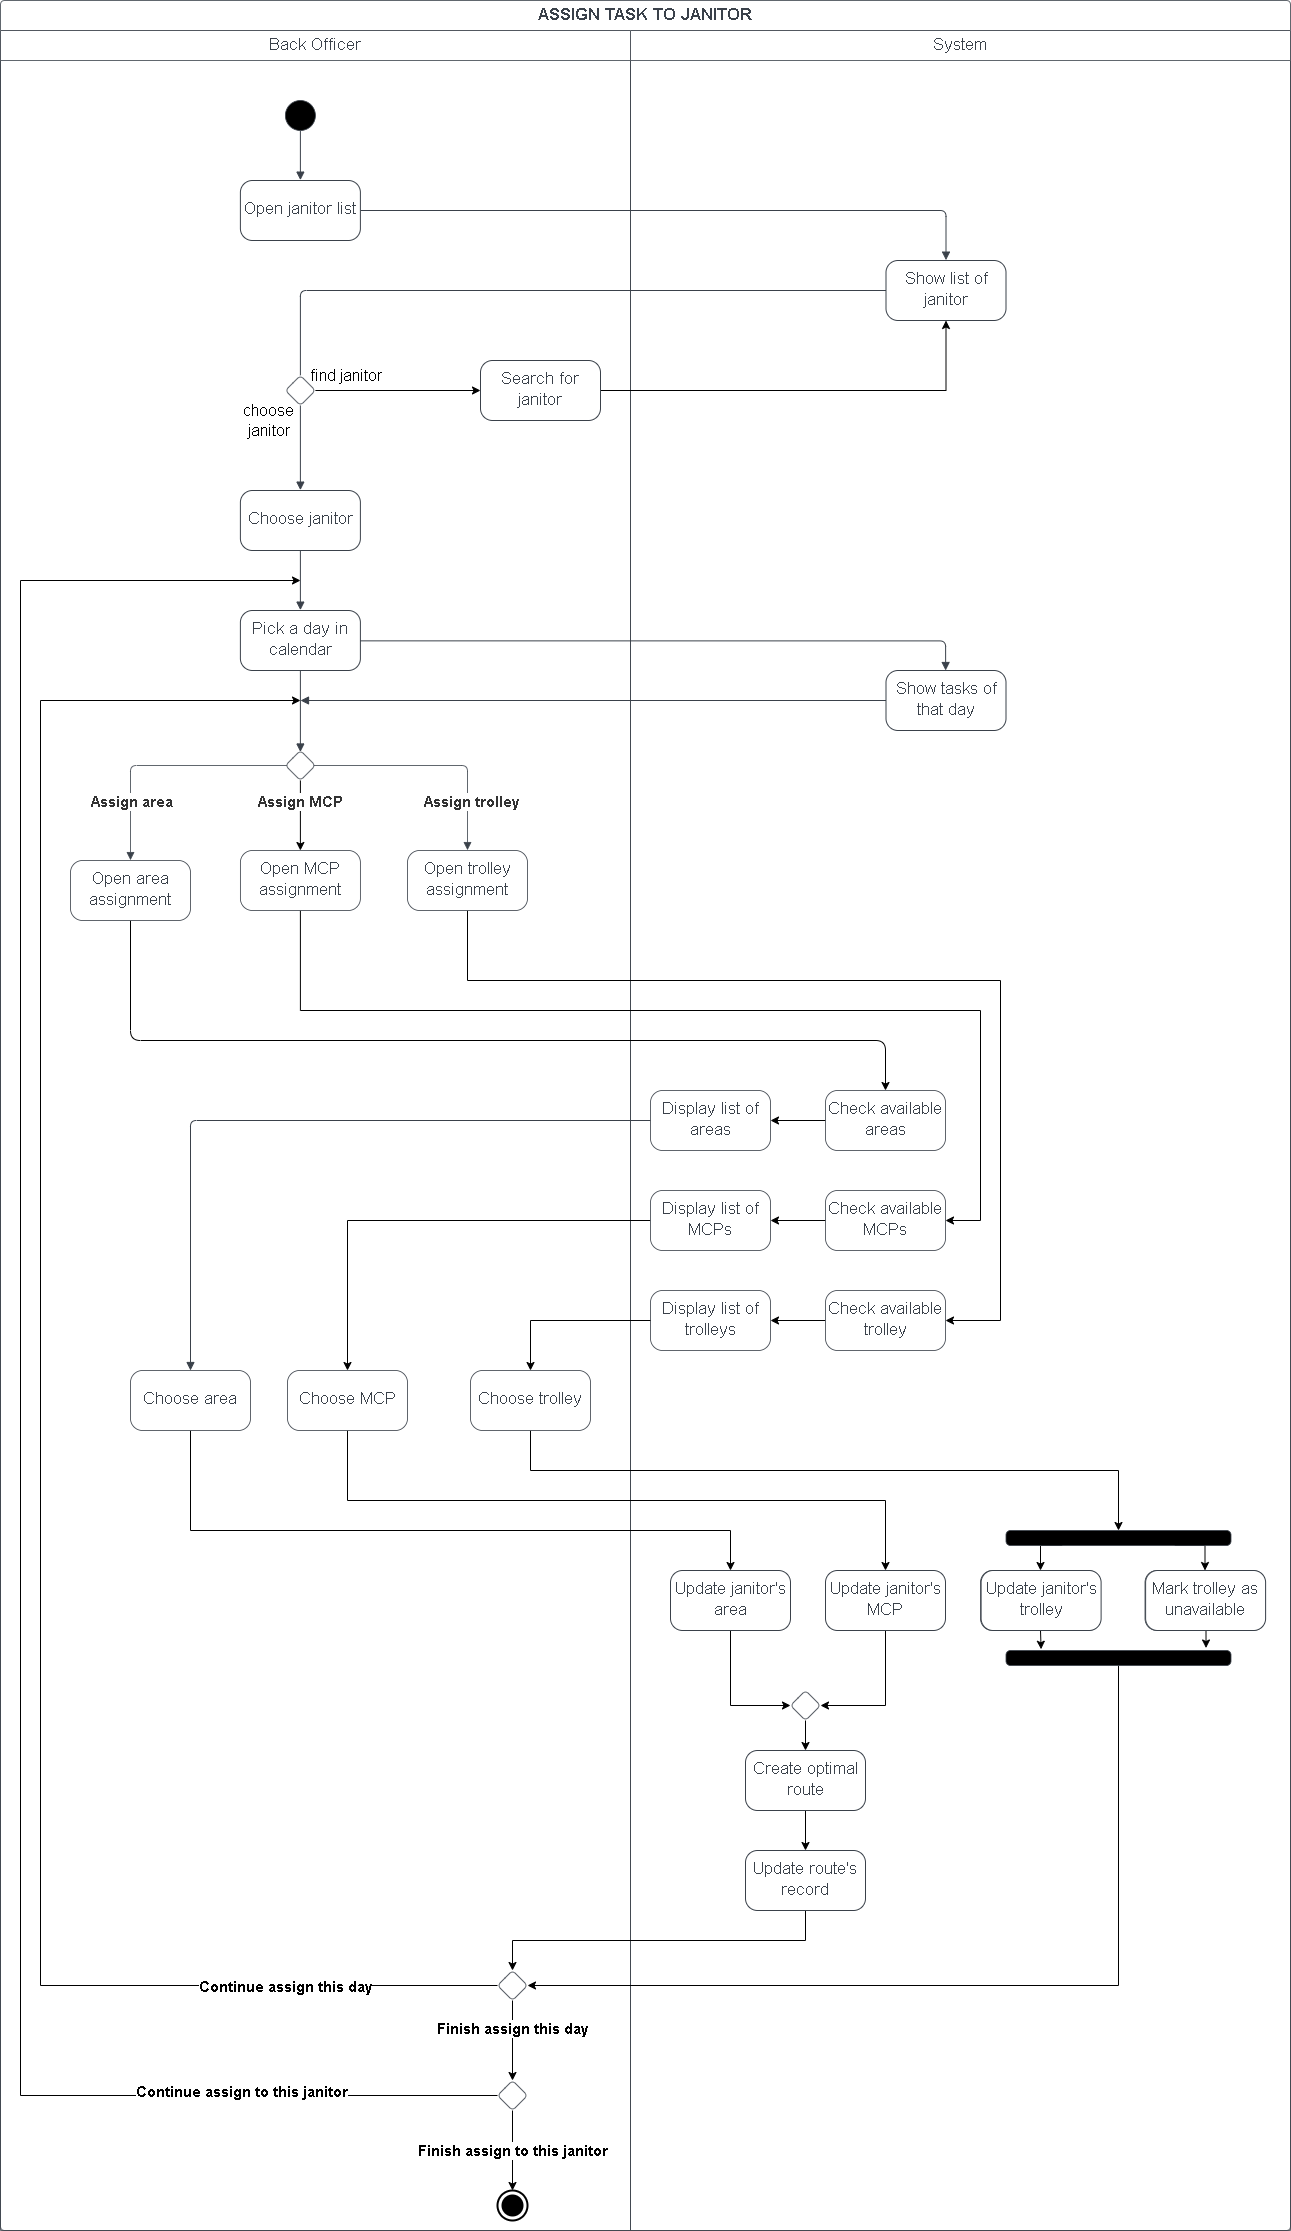 ASSIGN TASK TO JANITOR
Back Officer
System
Open janitor list
Show list of
janitor
find janitor
Search for
janitor
choose
janitor
Choose janitor
Pick a day in
calendar
Show tasks of
that day
Assign area
Assign MCP
Assign trolley
Open area
assignment
Open MCP
assignment
Open trolley
assignment
Display list of
areas
Check available
areas
Display list of
MCPs
Check available
MCPs
Display list of
trolleys
Check available
trolley
Choose area
Choose MCP
Choose trolley
Update janitor's
area
Update janitor's
MCP
Update janitor's
trolley
Mark trolley as
unavailable
Create optimal
route
Update route's
record
Continue assign this day
Finish assign this day
Continue assign to this janitor
Finish assign to this janitor